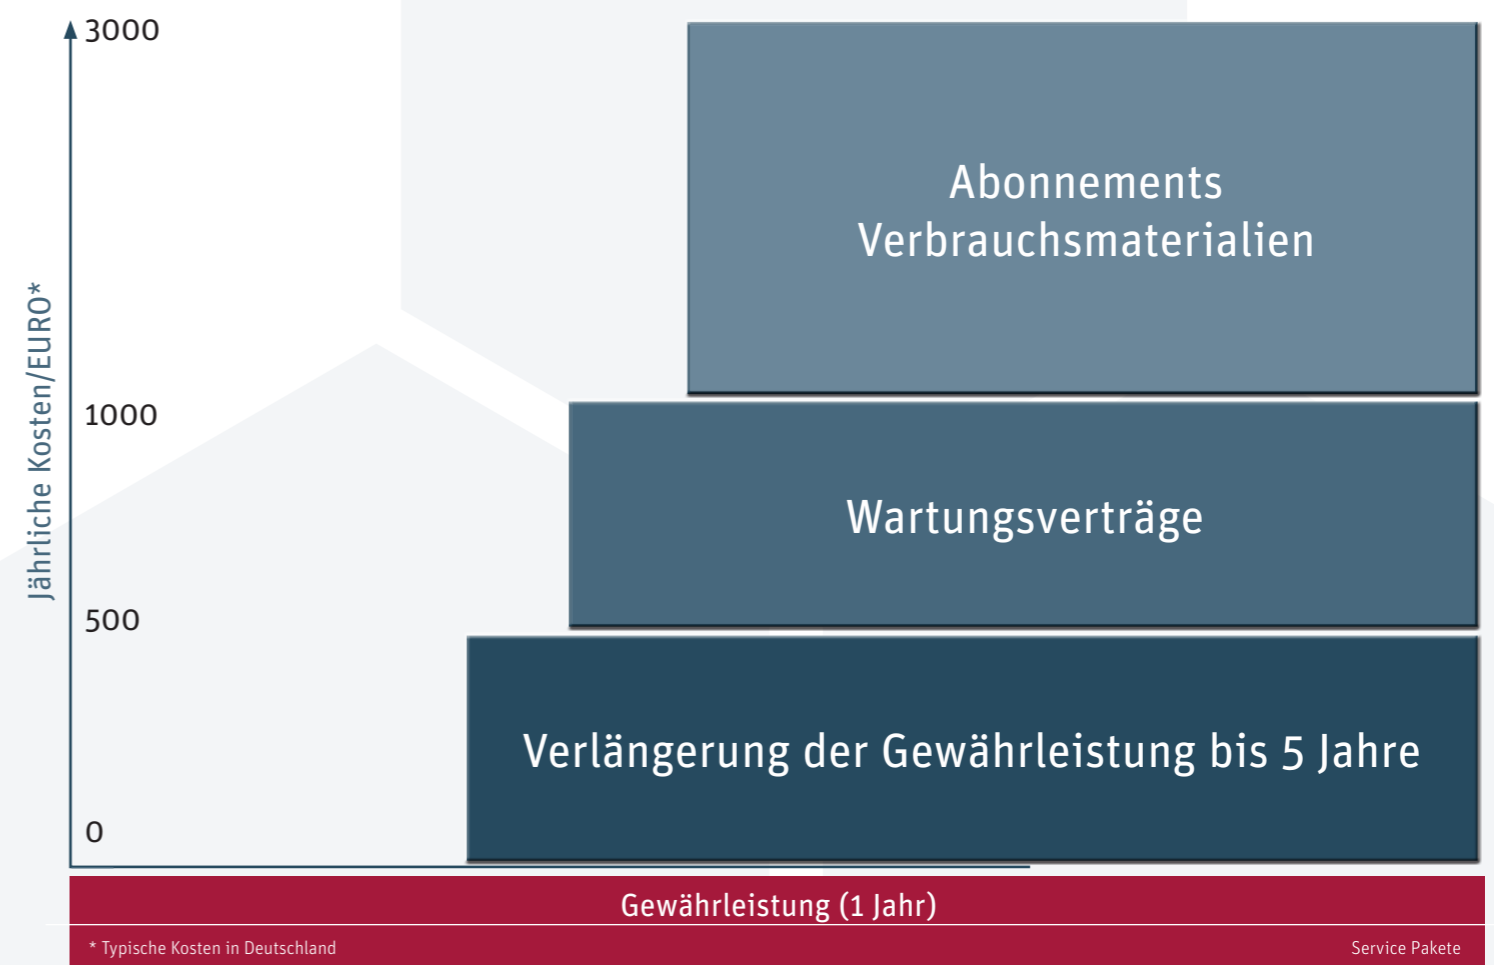 3000
Abonnements
Verbrauchsmaterialien
Jährliche Kosten/EURO*
1000
Wartungsverträge
500
Verlängerung der Gewährleistung bis 5 Jahre
0
Gewährleistung (1 Jahr)
* Typische Kosten in Deutschland
Service Pakete